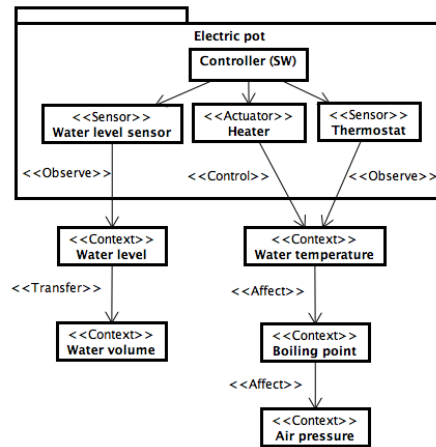 Electric pot
Controller (SW)
<<Sensor>>
Water level sensor
<<Actuator>>
Heater
<<Sensor>>
Thermostat
<<Observe>>
<<Control>>
<<Observe>>
<<Context>>
Water level
<<Context>>
Water temperature
<<Transfer>>
<<Affect>>
<<Context>>
Water volume
<<Context>>
Boiling point
<<Affect>>
<<Context>>
Air pressure